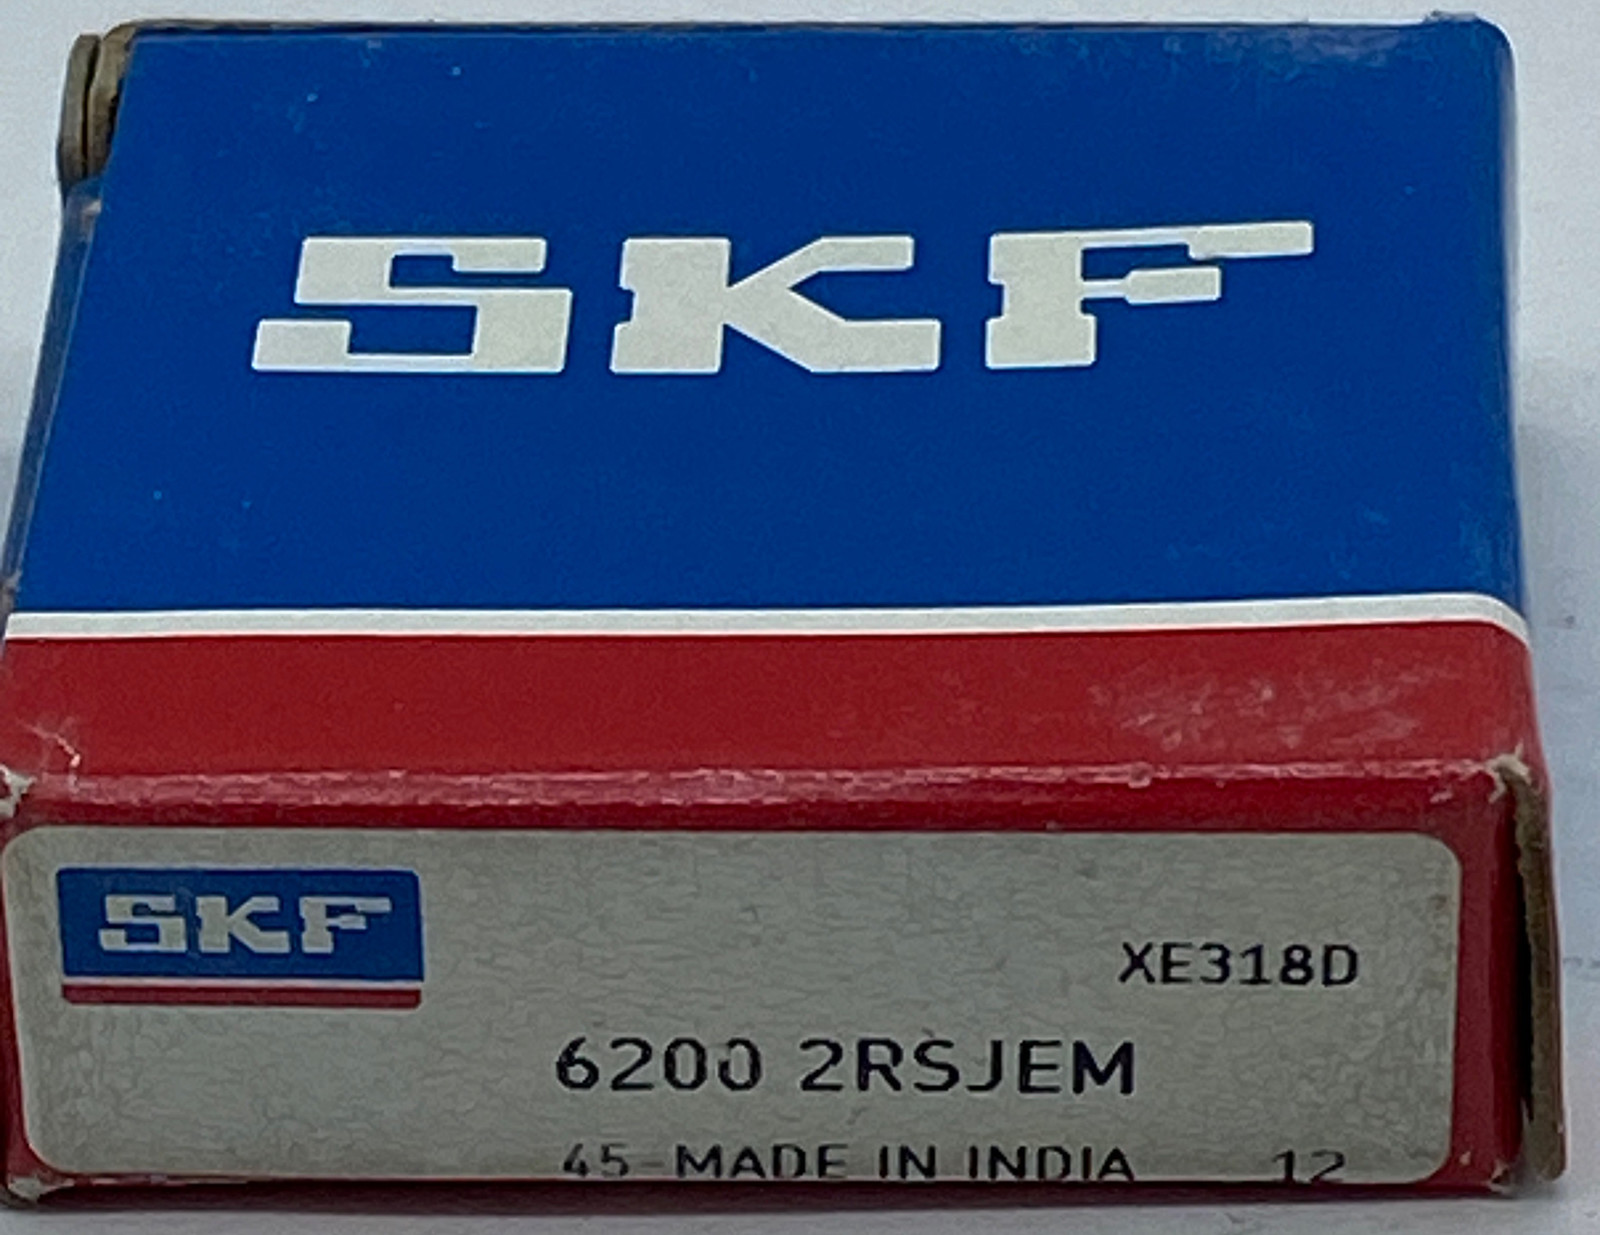 SKF
SKF
XE318D
6200 2RSJEM
45-MADE IN INDIA 12